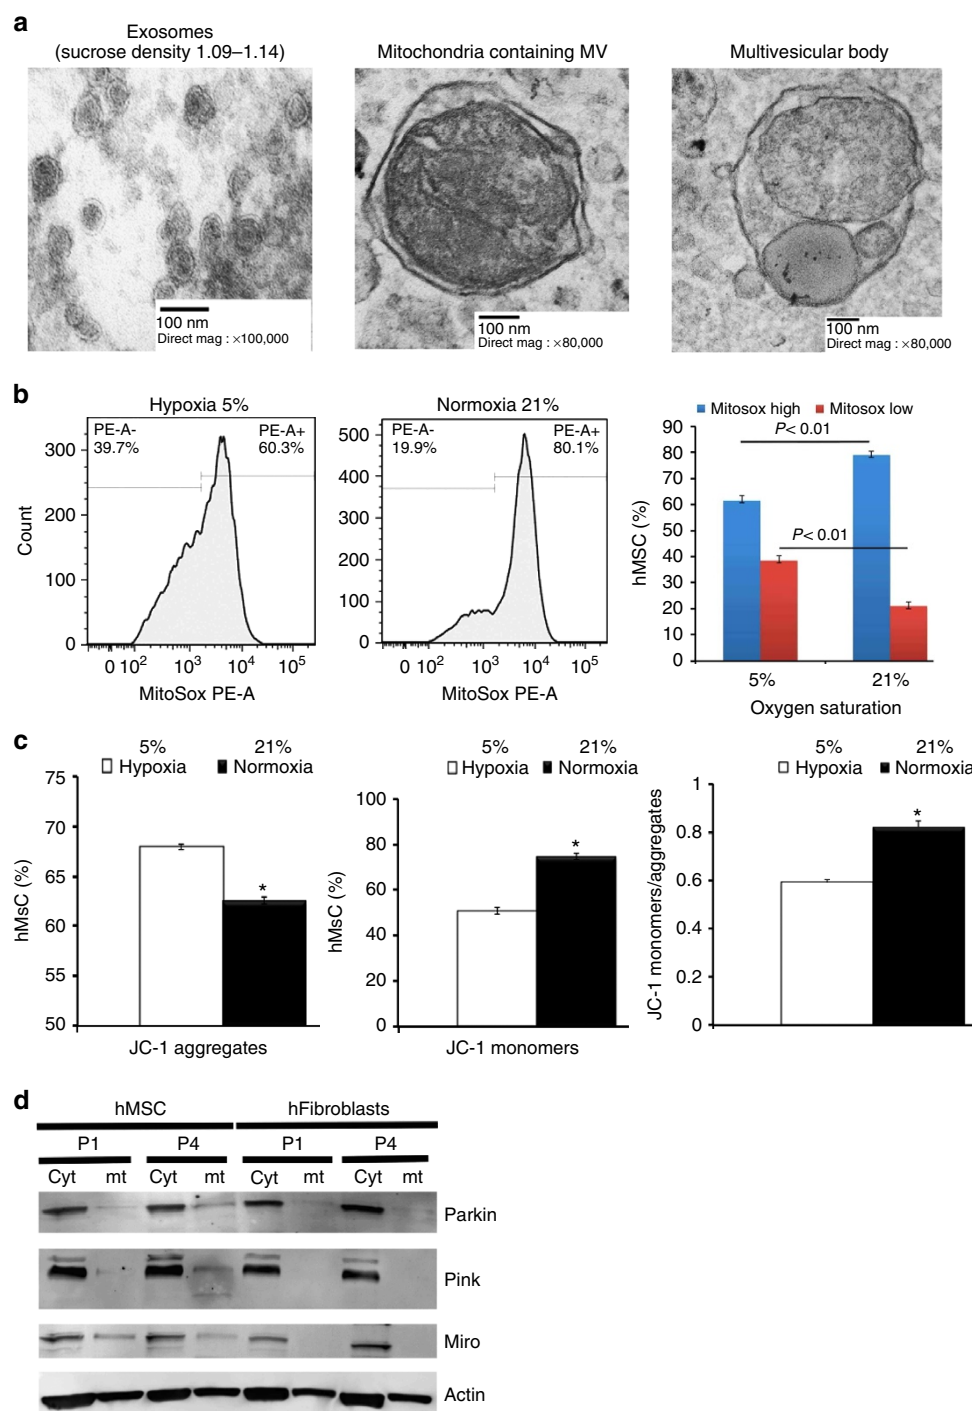 a
Exosomes
(sucrose density 1.09–1.14)
Mitochondria containing MV
Multivesicular body
100 nm
Direct mag : ×100,000
100 nm
Direct mag : ×80,000
100 nm
Direct mag : ×80,000
b
Hypoxia 5%
PE-A-
39.7%
PE-A+
60.3%
Count
300
200
100
0
0 10² 10³ 10⁴ 10⁵
MitoSox PE-A
Normoxia 21%
PE-A-
19.9%
PE-A+
80.1%
500
400
300
200
100
0
0 10² 10³ 10⁴ 10⁵
MitoSox PE-A
Mitosox high Mitosox low
P< 0.01
P< 0.01
hMSC (%)
90
80
70
60
50
40
30
20
10
0
5% 21%
Oxygen saturation
c
5% 21%
Hypoxia Normoxia
hMsC (%)
75
70
65
60
55
50
*
JC-1 aggregates
5% 21%
Hypoxia Normoxia
hMsC (%)
100
80
60
40
20
0
*
JC-1 monomers
5% 21%
Hypoxia Normoxia
JC-1 monomers/aggregates
1
0.8
0.6
0.4
0.2
0
*
d
hMSC hFibroblasts
P1 P4 P1 P4
Cyt mt Cyt mt Cyt mt Cyt mt
Parkin
Pink
Miro
Actin